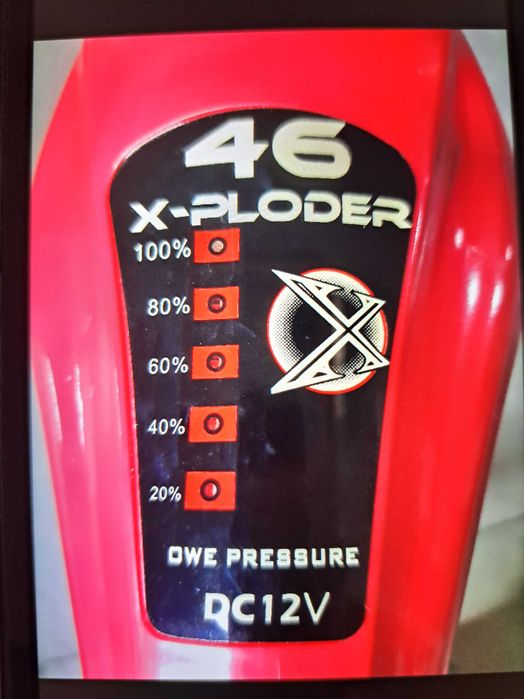 46
X-PLODER
100%
80%
60%
40%
20%
OWE PRESSURE
DC12V